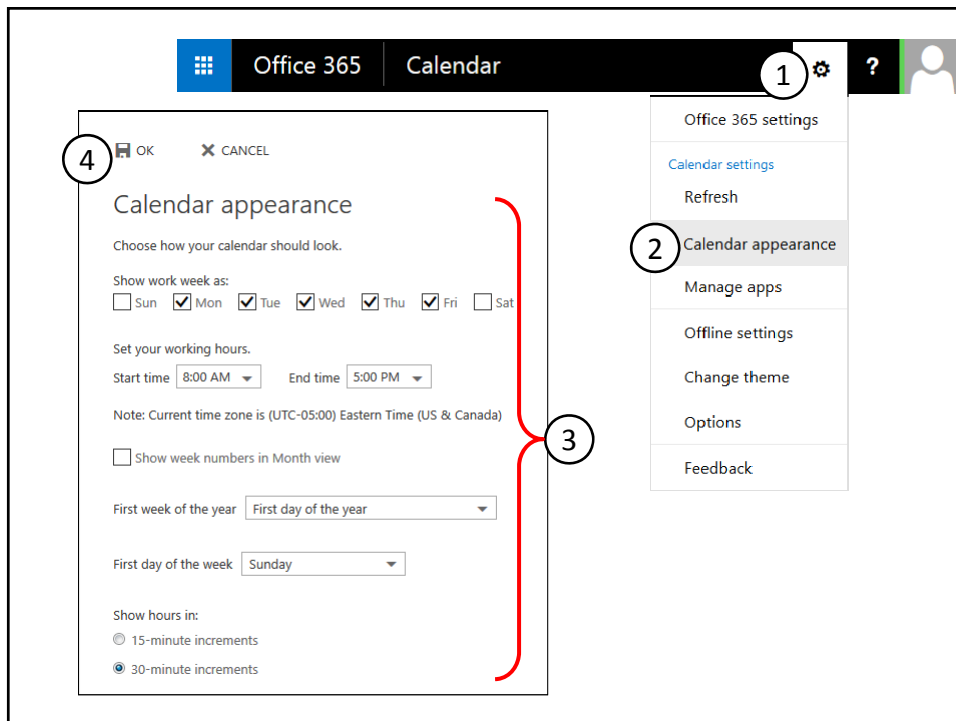 Office 365 Calendar 1 ?
Office 365 settings
Calendar settings
Refresh
2 Calendar appearance
Manage apps
Offline settings
Change theme
Options
Feedback
4 OK CANCEL
Calendar appearance
Choose how your calendar should look.
Show work week as:
Sun Mon Tue Wed Thu Fri Sat
Set your working hours.
Start time 8:00 AM End time 5:00 PM
Note: Current time zone is (UTC-05:00) Eastern Time (US & Canada)
3
Show week numbers in Month view
First week of the year First day of the year
First day of the week Sunday
Show hours in:
15-minute increments
30-minute increments